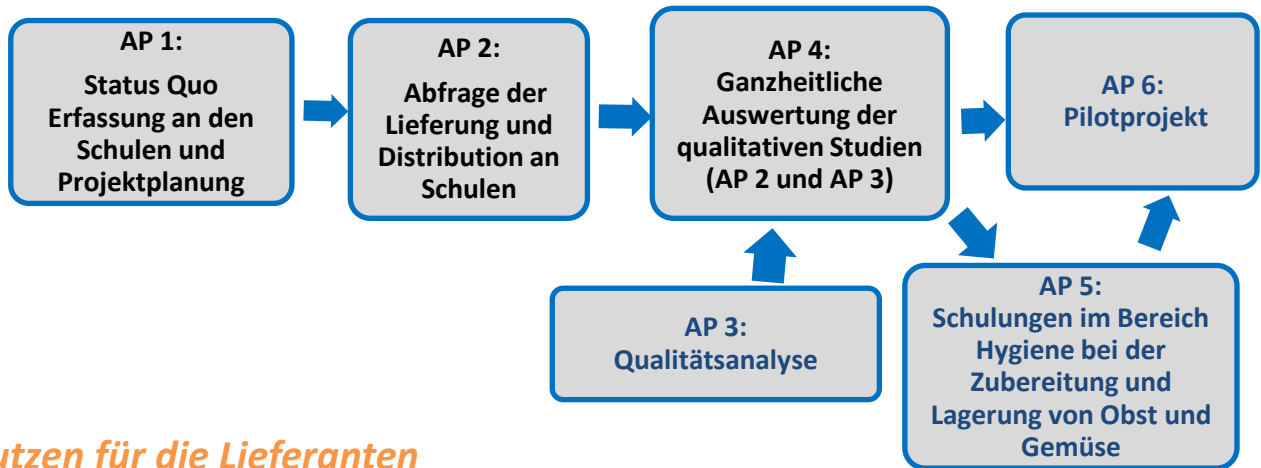 AP 1:
Status Quo
Erfassung an den
Schulen und
Projektplanung
AP 2:
Abfrage der
Lieferung und
Distribution an
Schulen
AP 4:
Ganzheitliche
Auswertung der
qualitativen Studien
(AP 2 und AP 3)
AP 6:
Pilotprojekt
AP 3:
Qualitätsanalyse
AP 5:
Schulungen im Bereich
Hygiene bei der
Zubereitung und
Lagerung von Obst und
Gemüse
utzen für die Lieferanten